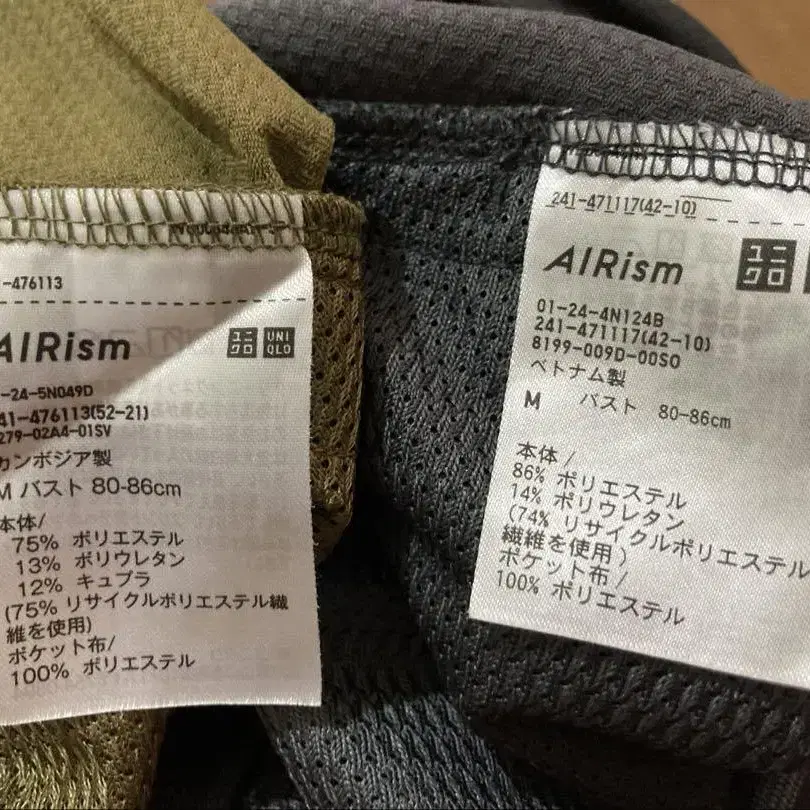 -476113
AIRism
ユニクロ UNIQLO
-24-5N049D
41-476113(52-21)
279-02A4-01SV
カンボジア製
M バスト 80-86cm
本体/
75% ポリエステル
13% ポリウレタン
12% キュプラ
(75% リサイクルポリエステル繊
維を使用)
ポケット布/
100% ポリエステル
241-471117(42-10)
AIRism
ユニクロ
01-24-4N124B
241-471117(42-10)
8199-009D-00SO
ベトナム製
M バスト 80-86cm
本体/
86% ポリエステル
14% ポリウレタン
(74% リサイクルポリエステル
繊維を使用)
ポケット布/
100% ポリエステル